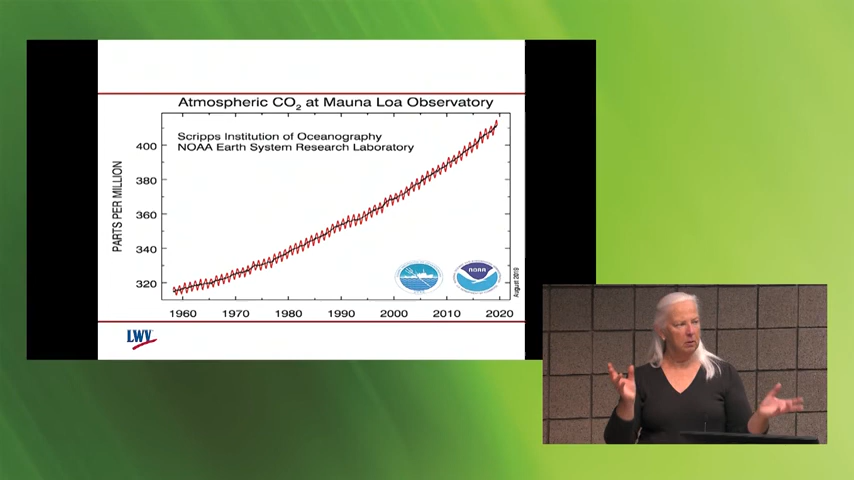 Atmospheric CO₂ at Mauna Loa Observatory
Scripps Institution of Oceanography
NOAA Earth System Research Laboratory
PARTS PER MILLION
400
380
360
340
320
1960 1970 1980 1990 2000 2010 2020
NOAA
August 2019
LWV